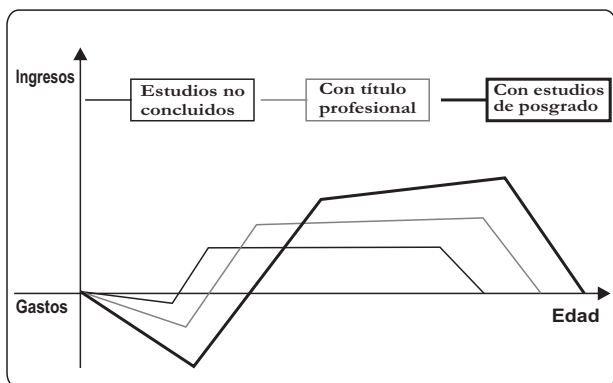 Ingresos
Estudios no
concluidos
Con título
profesional
Con estudios
de posgrado
Gastos
Edad